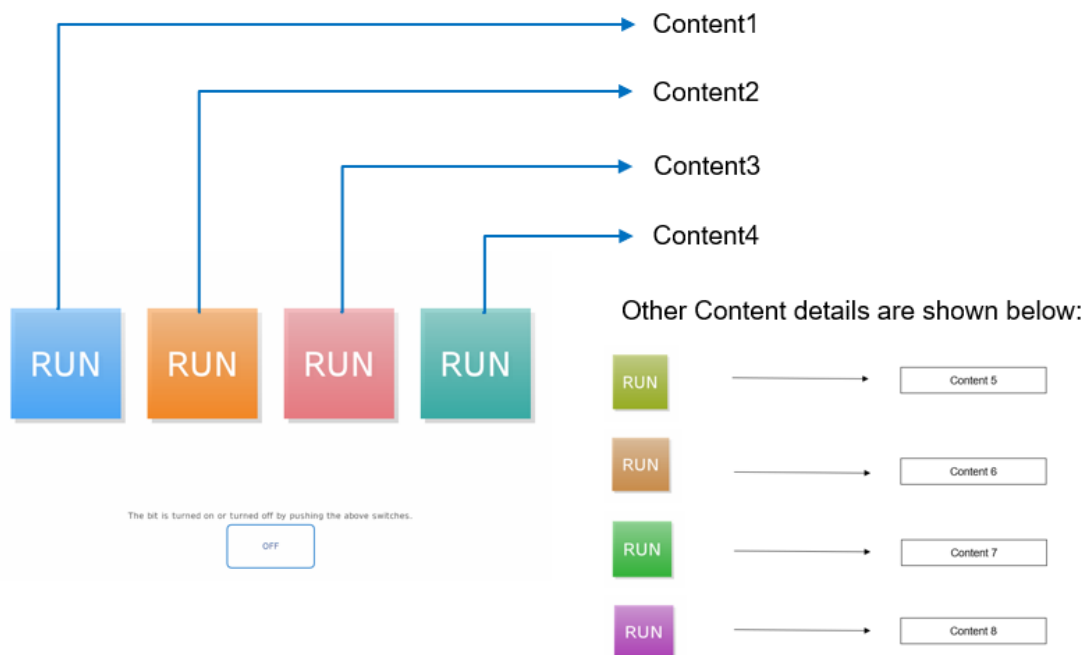 Content1
Content2
Content3
Content4
RUN RUN RUN RUN
The bit is turned on or turned off by pushing the above switches.
OFF
Other Content details are shown below:
RUN Content 5
RUN Content 6
RUN Content 7
RUN Content 8